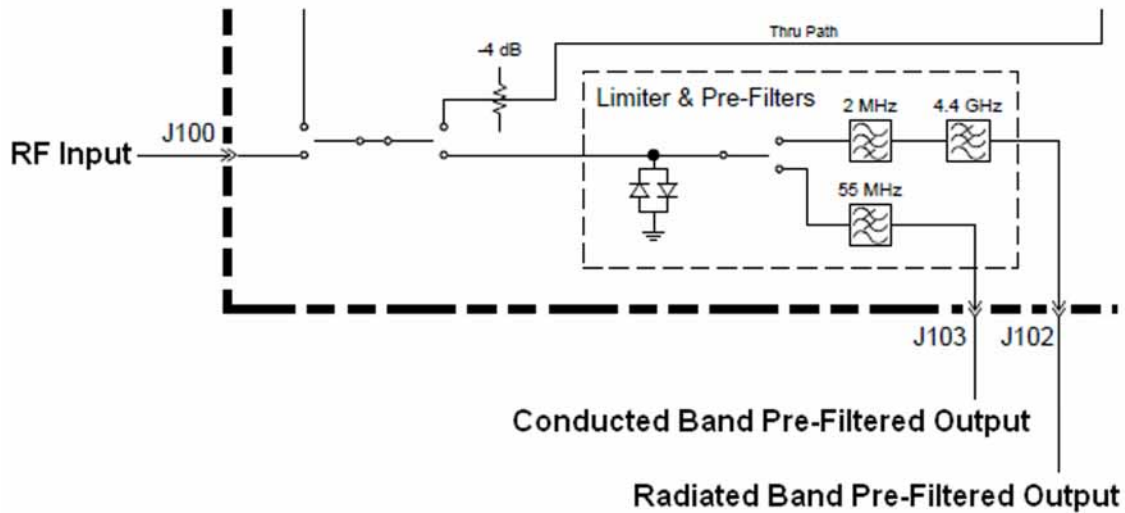 Thru Path
-4 dB
Limiter & Pre-Filters
2 MHz
4.4 GHz
J100
RF Input
55 MHz
J103
J102
Conducted Band Pre-Filtered Output
Radiated Band Pre-Filtered Output